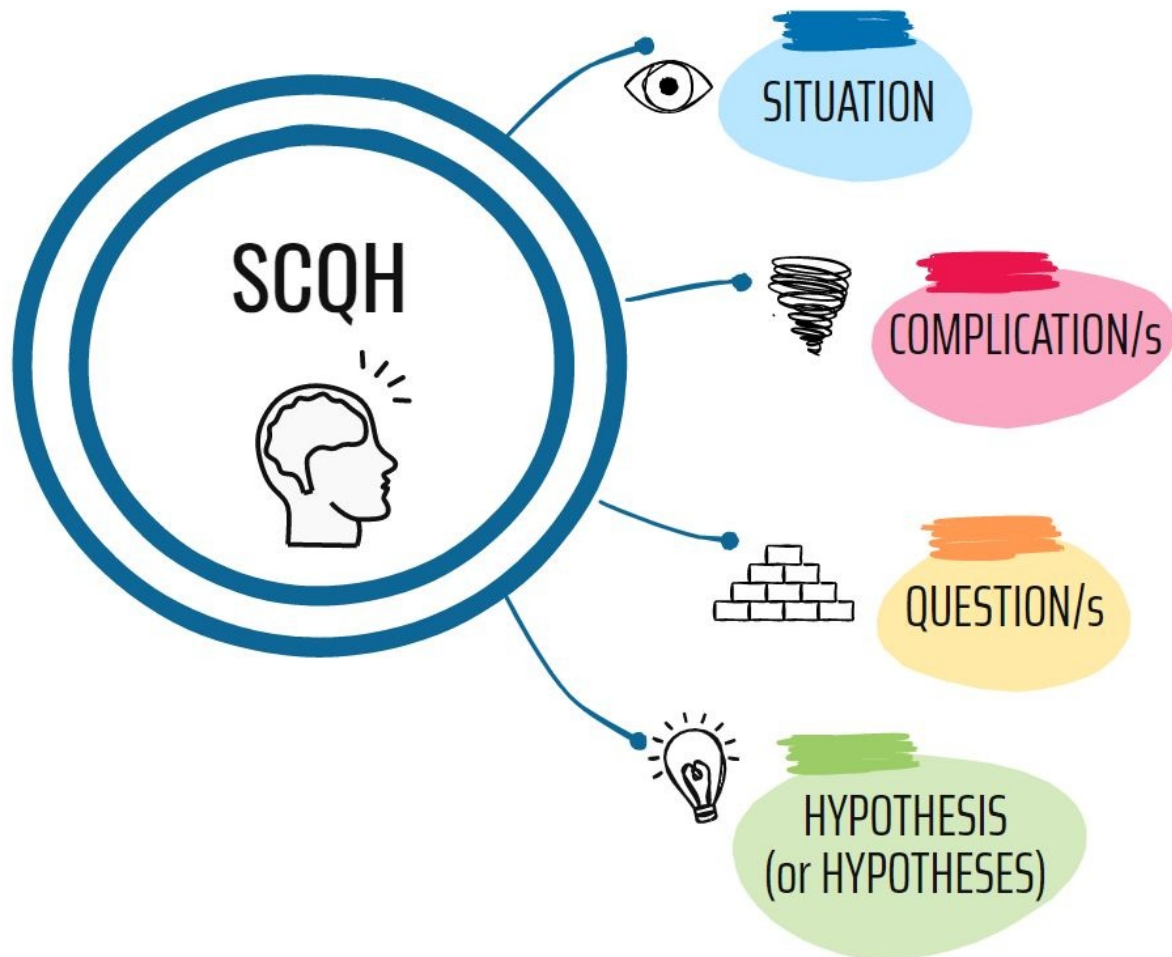 SITUATION
SCQH
COMPLICATION/s
QUESTION/s
HYPOTHESIS
(or HYPOTHESES)